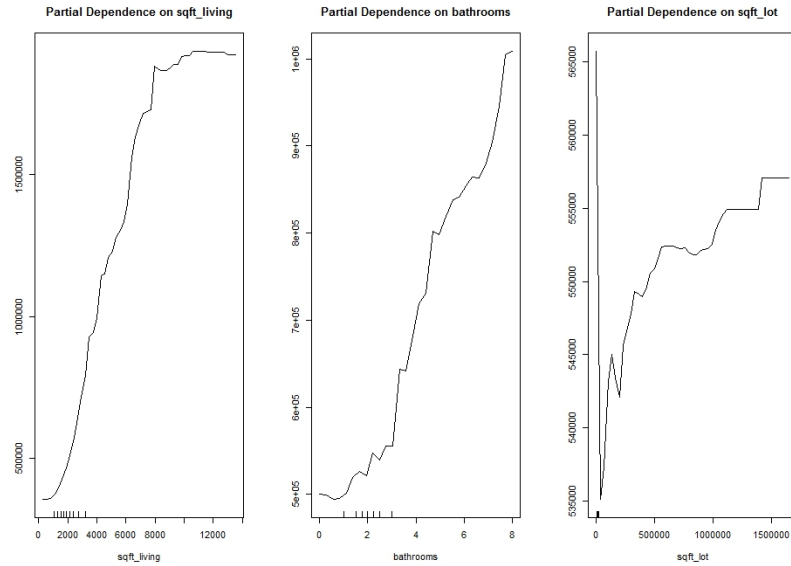 Partial Dependence on sqft_living
500000
1000000
1500000
0
2000
4000
6000
8000
12000
sqft_living
Partial Dependence on bathrooms
5e+05
6e+05
7e+05
8e+05
9e+05
1e+06
0
2
4
6
8
bathrooms
Partial Dependence on sqft_lot
535000
540000
545000
550000
555000
560000
565000
0
500000
1000000
1500000
sqft_lot